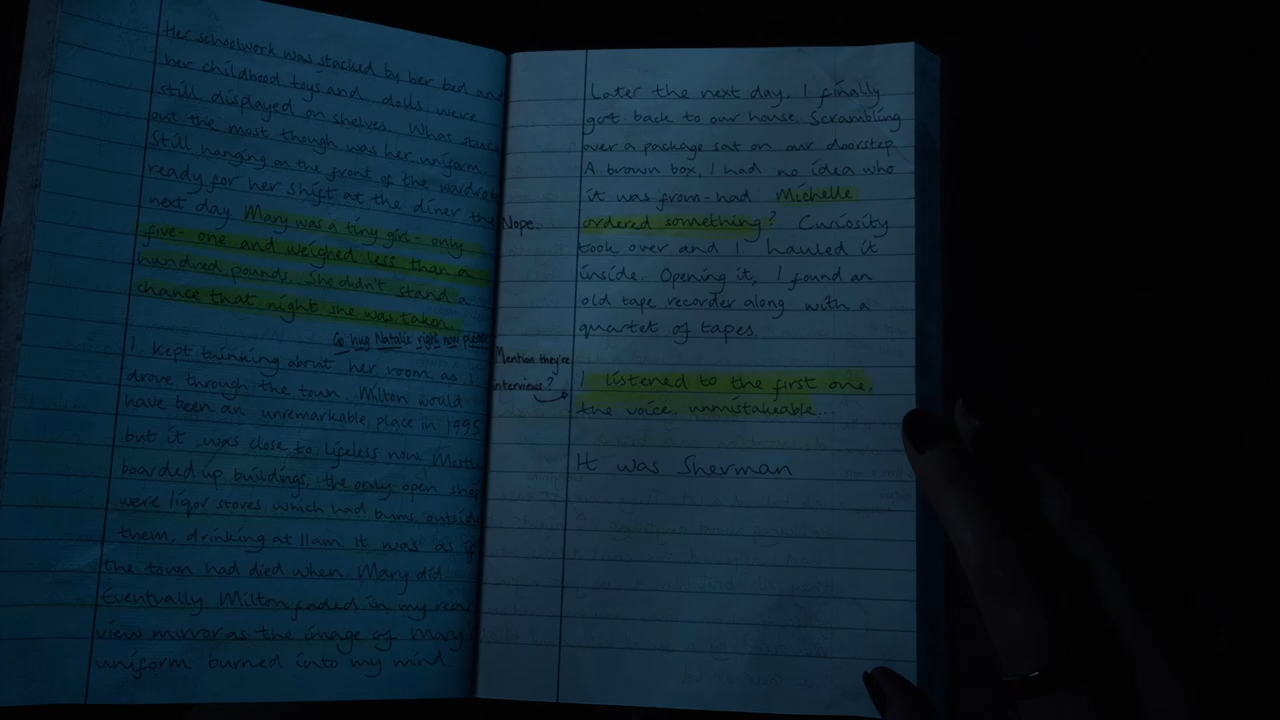 Her schoolwork was stacked by her bed and
her childhood toys and dolls were
still displayed on shelves. What stuck
out the most though was her uniform.
Still hanging on the front of the wardrobe
ready for her shift at the diner the
next day. Mary was a tiny girl - only
five-one and weighed less than a
hundred pounds. She didn't stand a
chance that night she was taken.
Go hug Natalie right now please
I kept thinking about her room as I
drove through the town. Milton would
have been an unremarkable place in 1995
but it was close to lifeless now. Mostly
boarded up buildings, the only open shops
were liqor stores which had bums outside
them, drinking at 11am. It was as if
the town had died when Mary did.
Eventually Milton faded in my rear
view mirror as the image of Mary
uniform burned into my mind.
Later the next day, I finally
got back to our house. Scrambling
over a package sat on our doorstep.
A brown box, I had no idea who
it was from - had Michelle
Nope.
ordered something? Curiosity
took over and I hauled it
inside. Opening it, I found an
old tape recorder along with a
quartet of tapes.
Mention they're
interviews?
I listened to the first one,
the voice, unmistakeable...
It was Sherman